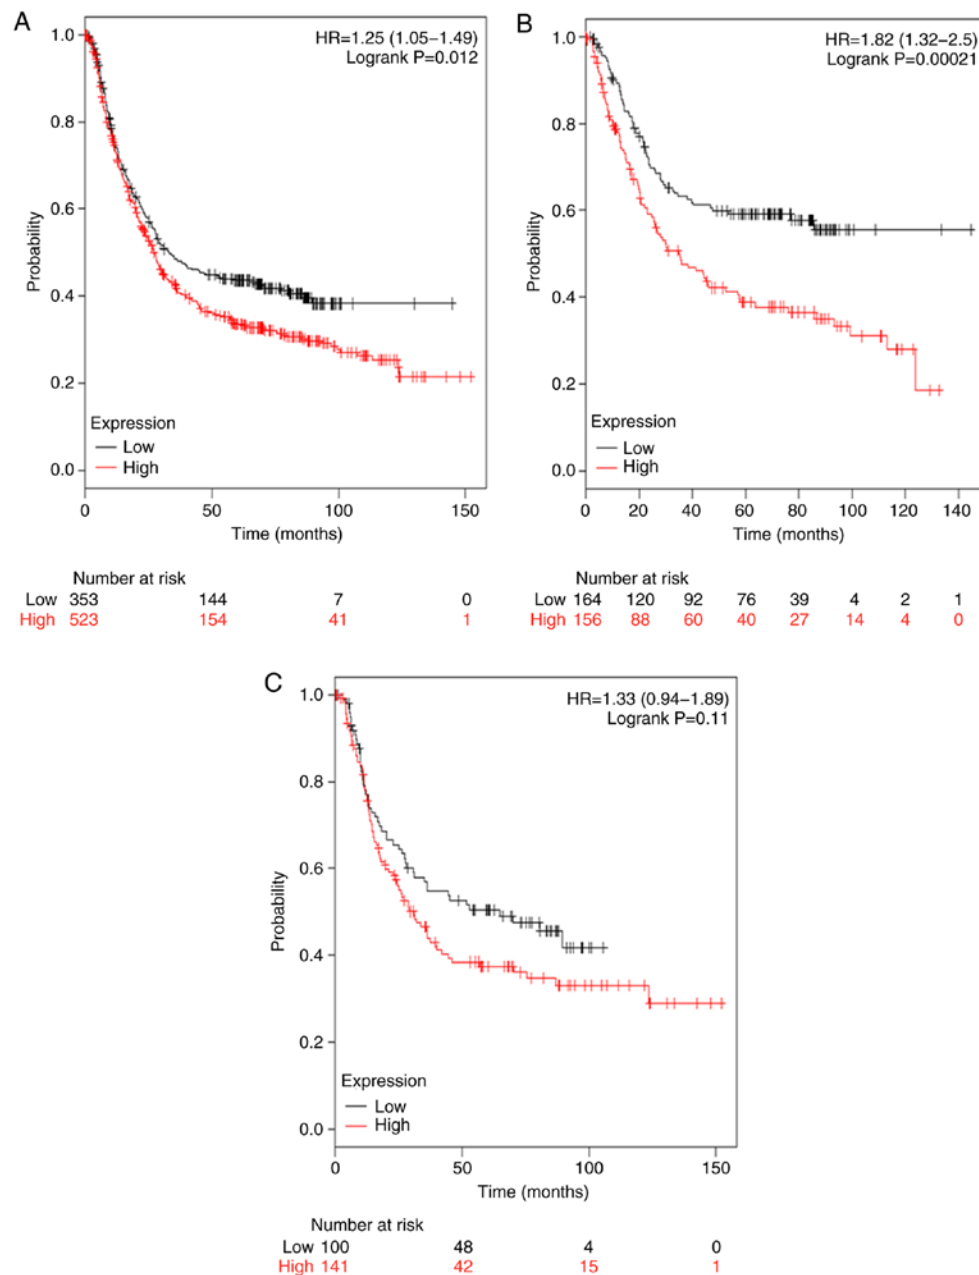 A
HR=1.25 (1.05–1.49)
Logrank P=0.012
1.0
0.8
0.6
0.4
0.2
0.0
Probability
Expression
Low
High
0 50 100 150
Time (months)
Number at risk
Low 353 144 7 0
High 523 154 41 1
B
HR=1.82 (1.32–2.5)
Logrank P=0.00021
1.0
0.8
0.6
0.4
0.2
0.0
Probability
Expression
Low
High
0 20 40 60 80 100 120 140
Time (months)
Number at risk
Low 164 120 92 76 39 4 2 1
High 156 88 60 40 27 14 4 0
C
HR=1.33 (0.94–1.89)
Logrank P=0.11
1.0
0.8
0.6
0.4
0.2
0.0
Probability
Expression
Low
High
0 50 100 150
Time (months)
Number at risk
Low 100 48 4 0
High 141 42 15 1